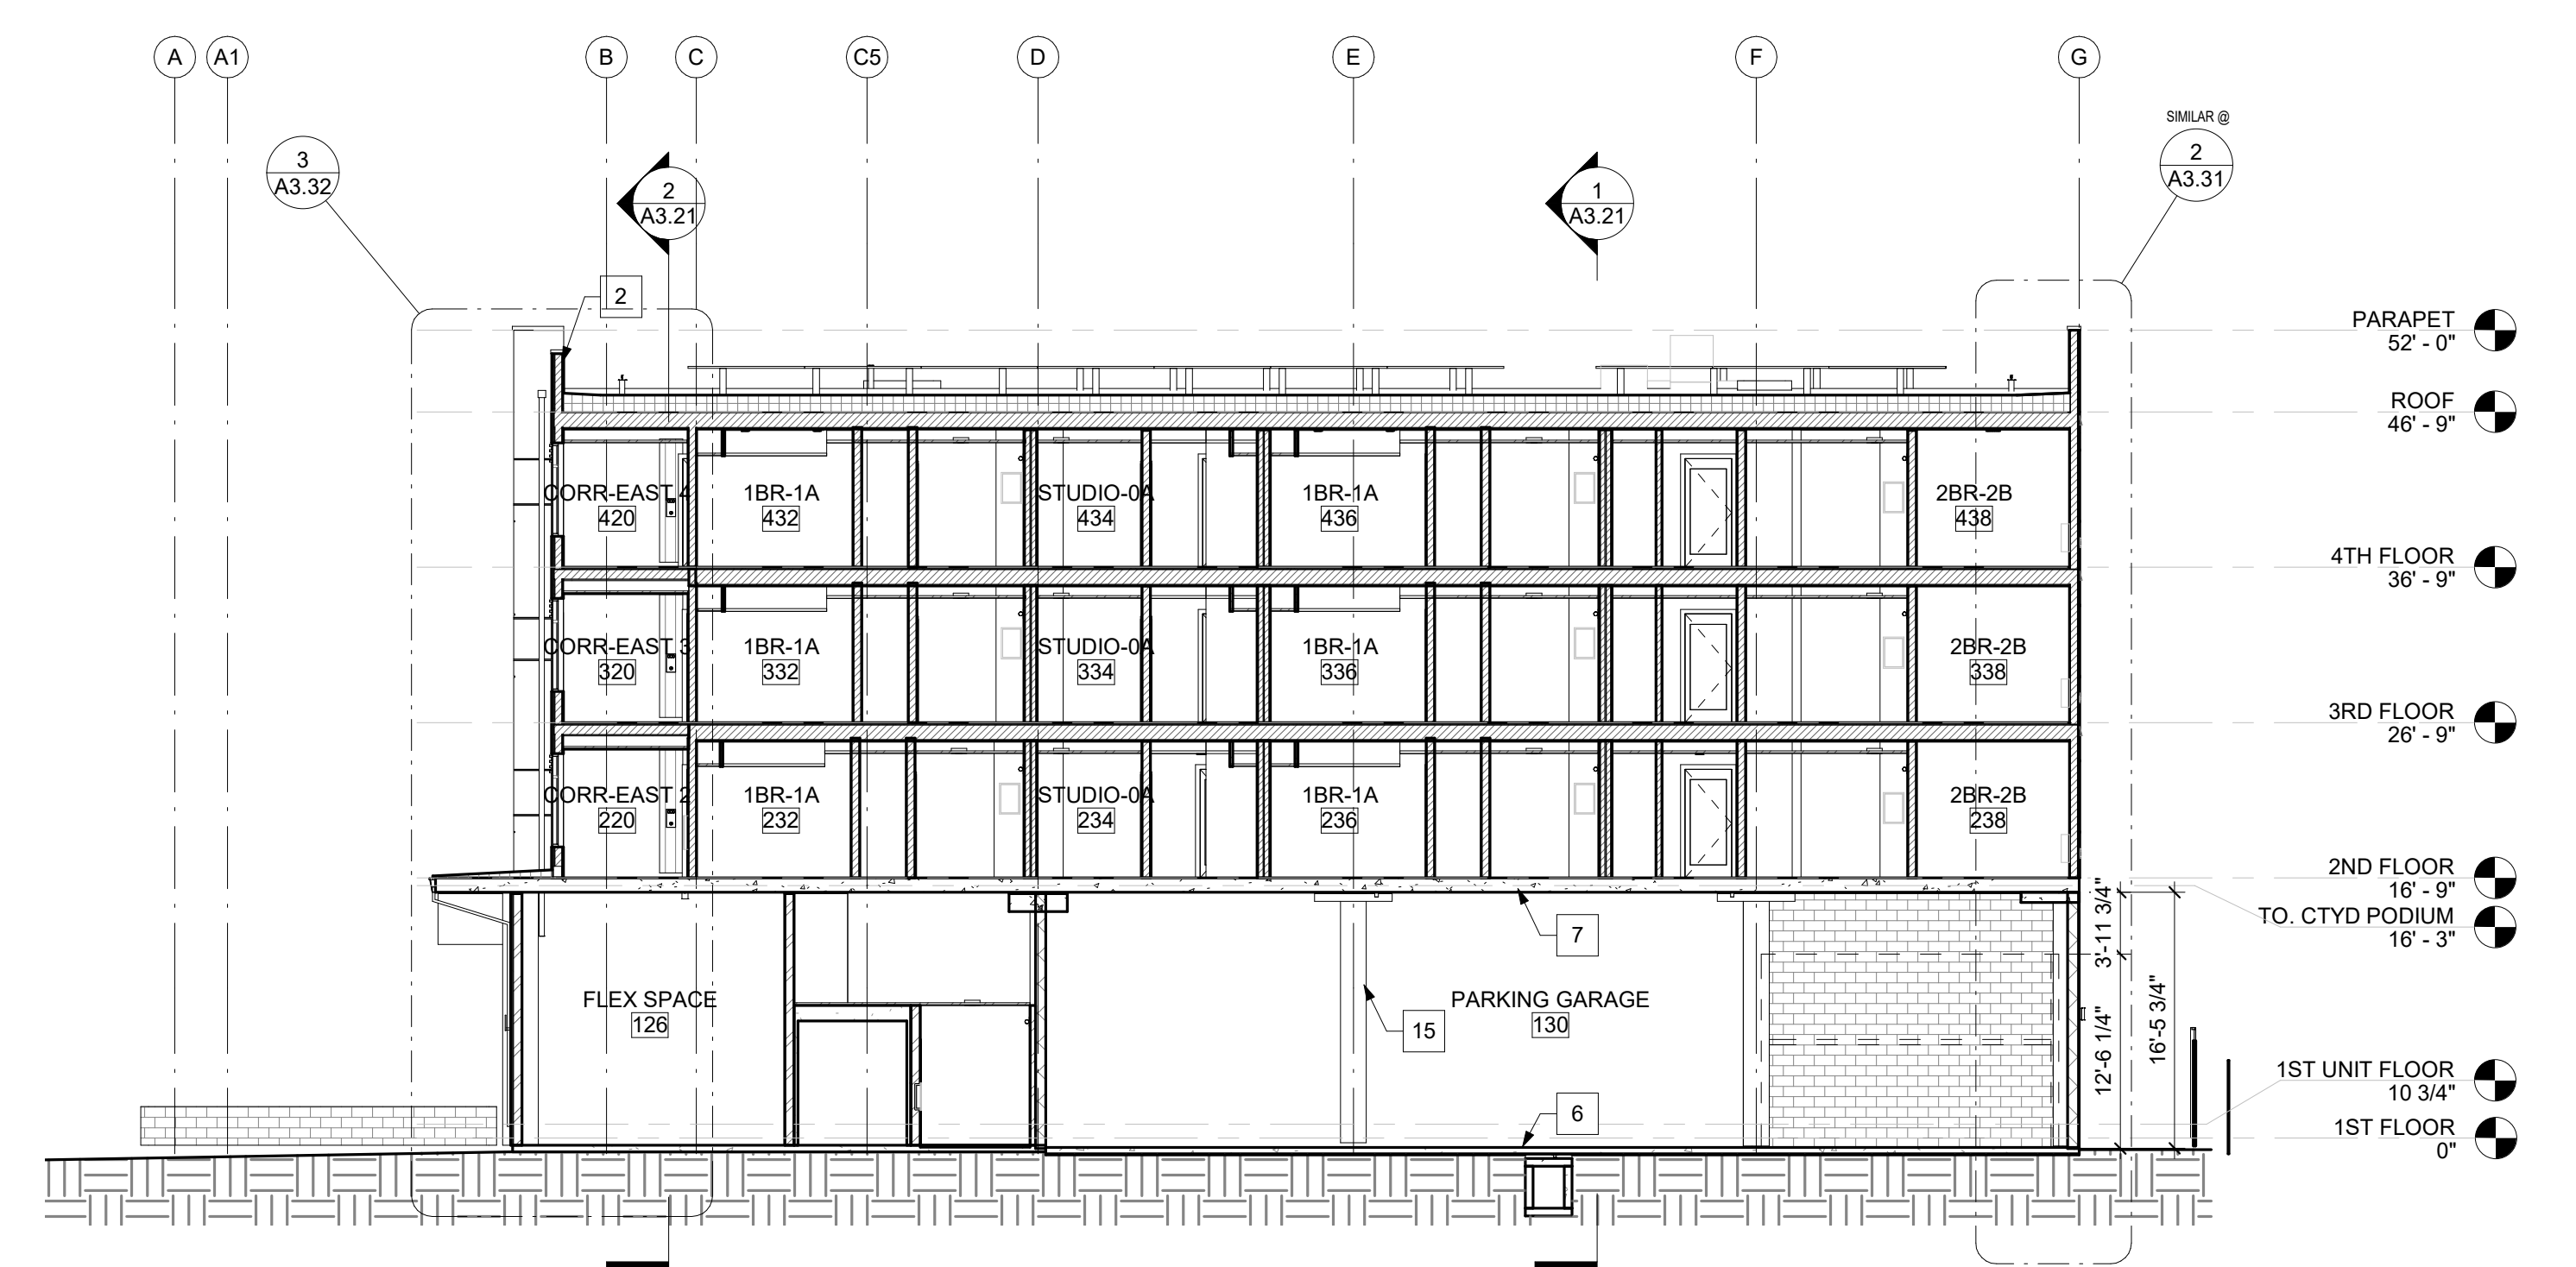 A
A1
B
C
C5
D
E
F
G
SIMILAR @
3
A3.32
2
A3.21
1
A3.21
2
A3.31
2
PARAPET
52' - 0"
ROOF
46' - 9"
CORR-EAST 4
420
1BR-1A
432
STUDIO-0A
434
1BR-1A
436
2BR-2B
438
4TH FLOOR
36' - 9"
CORR-EAST 3
320
1BR-1A
332
STUDIO-0A
334
1BR-1A
336
2BR-2B
338
3RD FLOOR
26' - 9"
CORR-EAST 2
220
1BR-1A
232
STUDIO-0A
234
1BR-1A
236
2BR-2B
238
2ND FLOOR
16' - 9"
TO. CTYD PODIUM
16' - 3"
7
3'-11 3/4"
FLEX SPACE
126
15
PARKING GARAGE
130
12'-6 1/4"
16'-5 3/4"
6
1ST UNIT FLOOR
10 3/4"
1ST FLOOR
0"